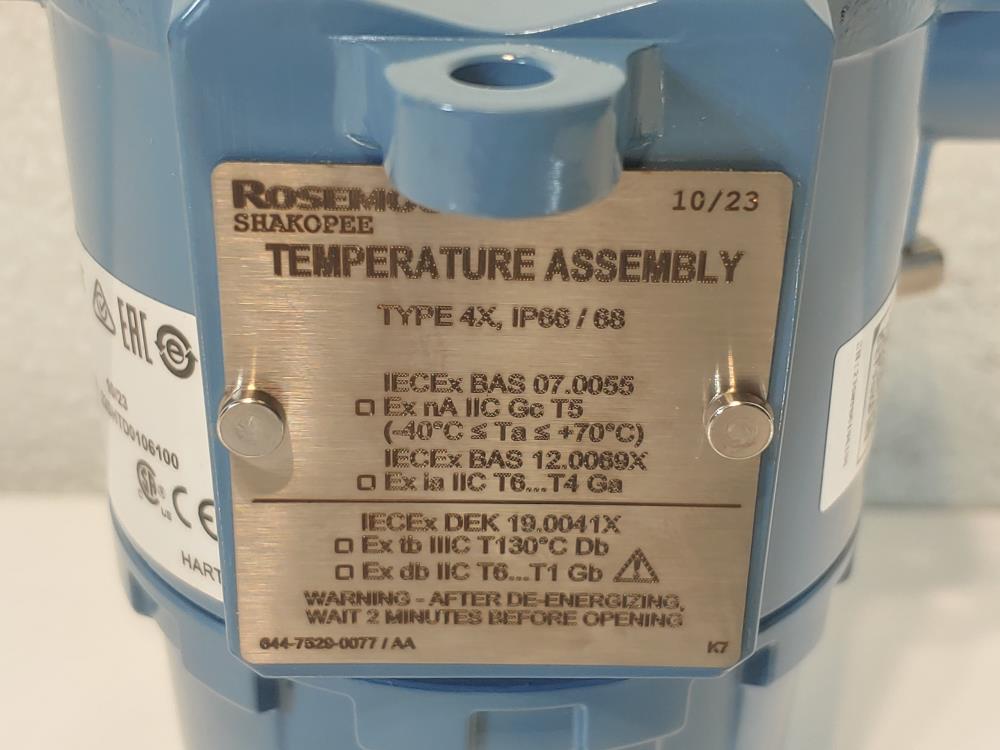 10/23
SHAKOPEE
TEMPERATURE ASSEMBLY
TYPE 4X, IP66 / 68
IECEx BAS 07.0055
Ex nA IIC Gc T5
(-40°C ≤ Ta ≤ +70°C)
IECEx BAS 12.0069X
Ex ia IIC T6...T4 Ga
IECEx DEK 19.0041X
Ex tb IIIC T130°C Db
Ex db IIC T6...T1 Gb
WARNING - AFTER DE-ENERGIZING,
WAIT 2 MINUTES BEFORE OPENING
644-7529-0077 / AA
K7
EAC
10/23
CE
US
HART